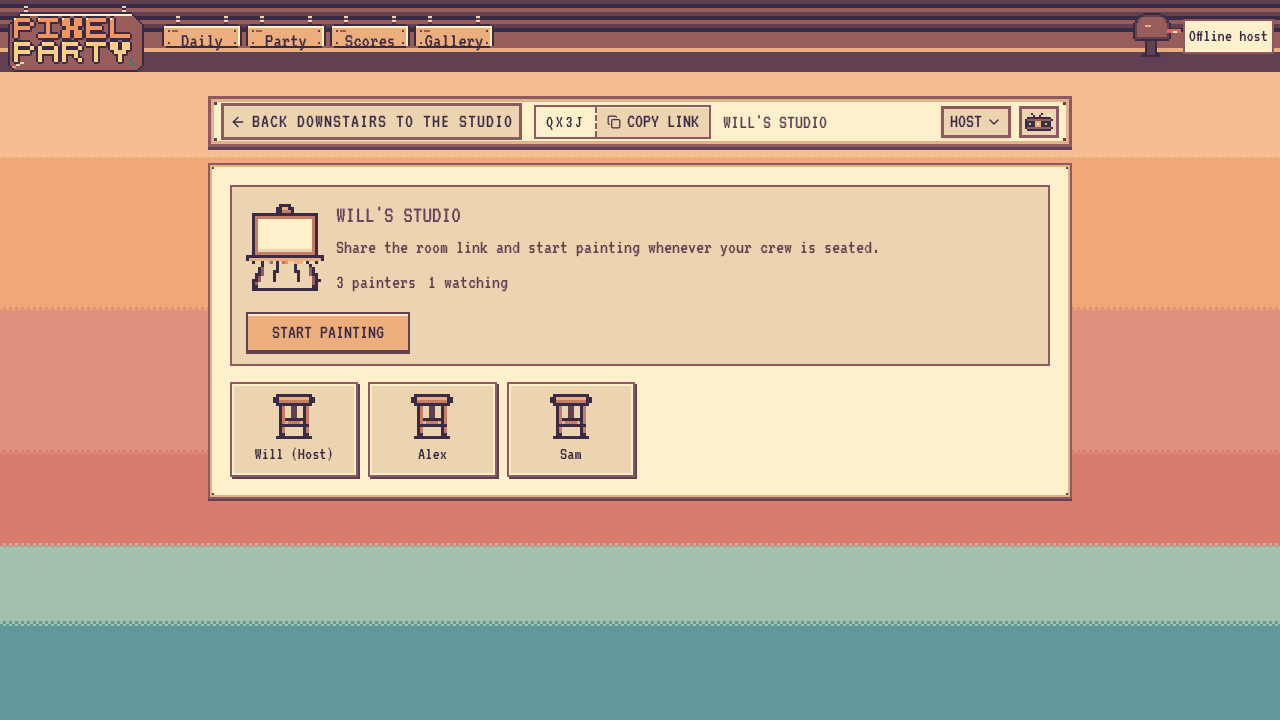 PIXEL
PARTY
Daily
Party
Scores
Gallery
Offline host
BACK DOWNSTAIRS TO THE STUDIO
QX3J
COPY LINK
WILL'S STUDIO
HOST
WILL'S STUDIO
Share the room link and start painting whenever your crew is seated.
3 painters 1 watching
START PAINTING
Will (Host)
Alex
Sam